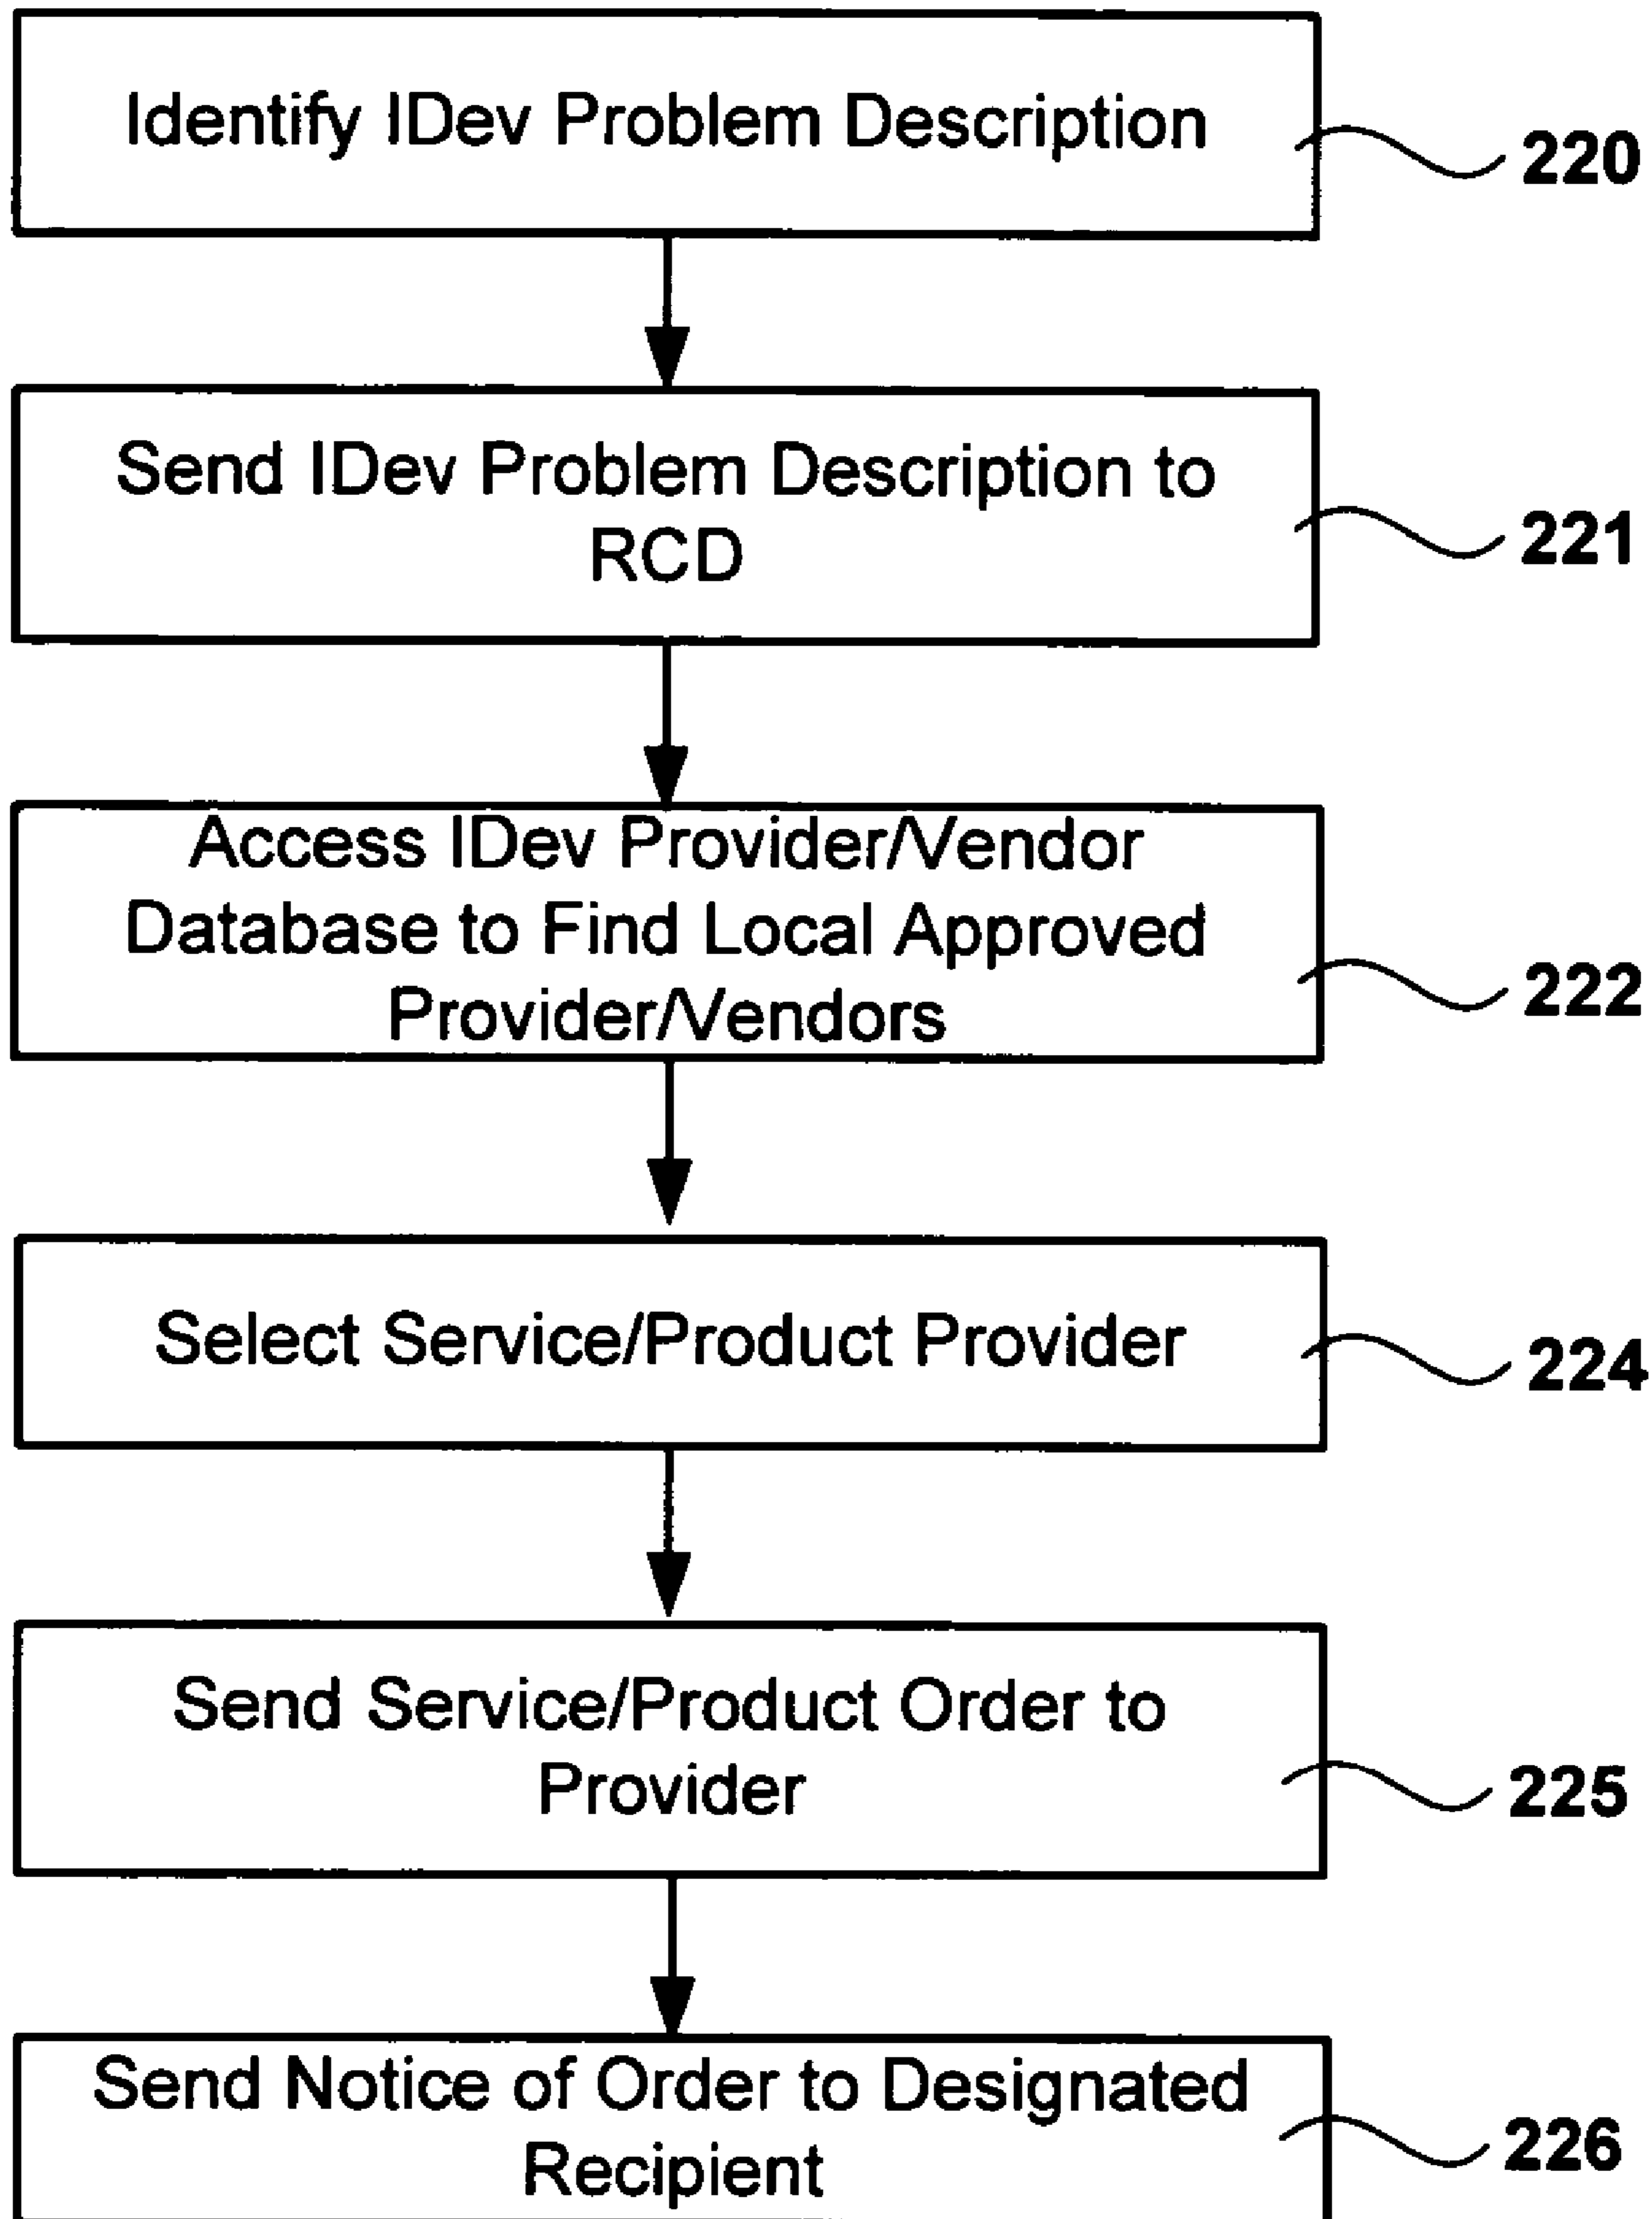 Identify IDev Problem Description
220
Send IDev Problem Description to
RCD
221
Access IDev Provider/Vendor
Database to Find Local Approved
Provider/Vendors
222
Select Service/Product Provider
224
Send Service/Product Order to
Provider
225
Send Notice of Order to Designated
Recipient
226